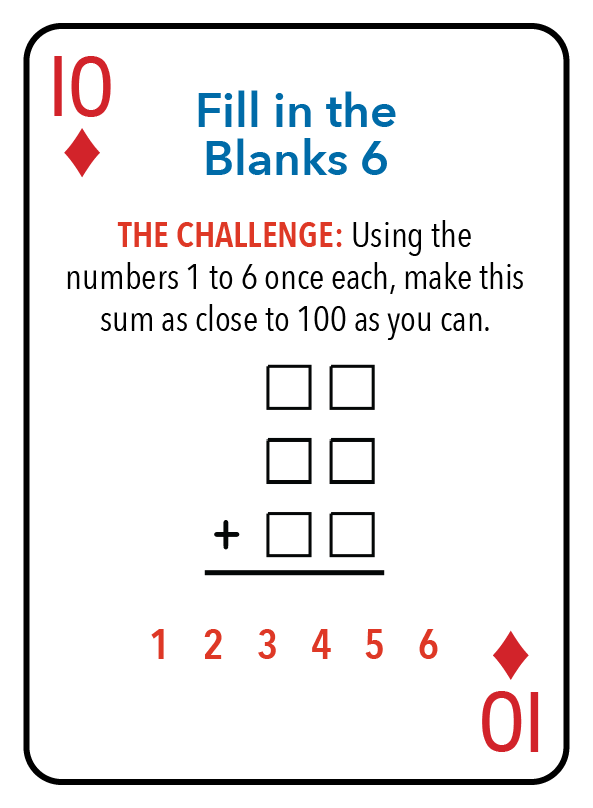 10
Fill in the
Blanks 6
THE CHALLENGE: Using the
numbers 1 to 6 once each, make this
sum as close to 100 as you can.
+
1 2 3 4 5 6
10